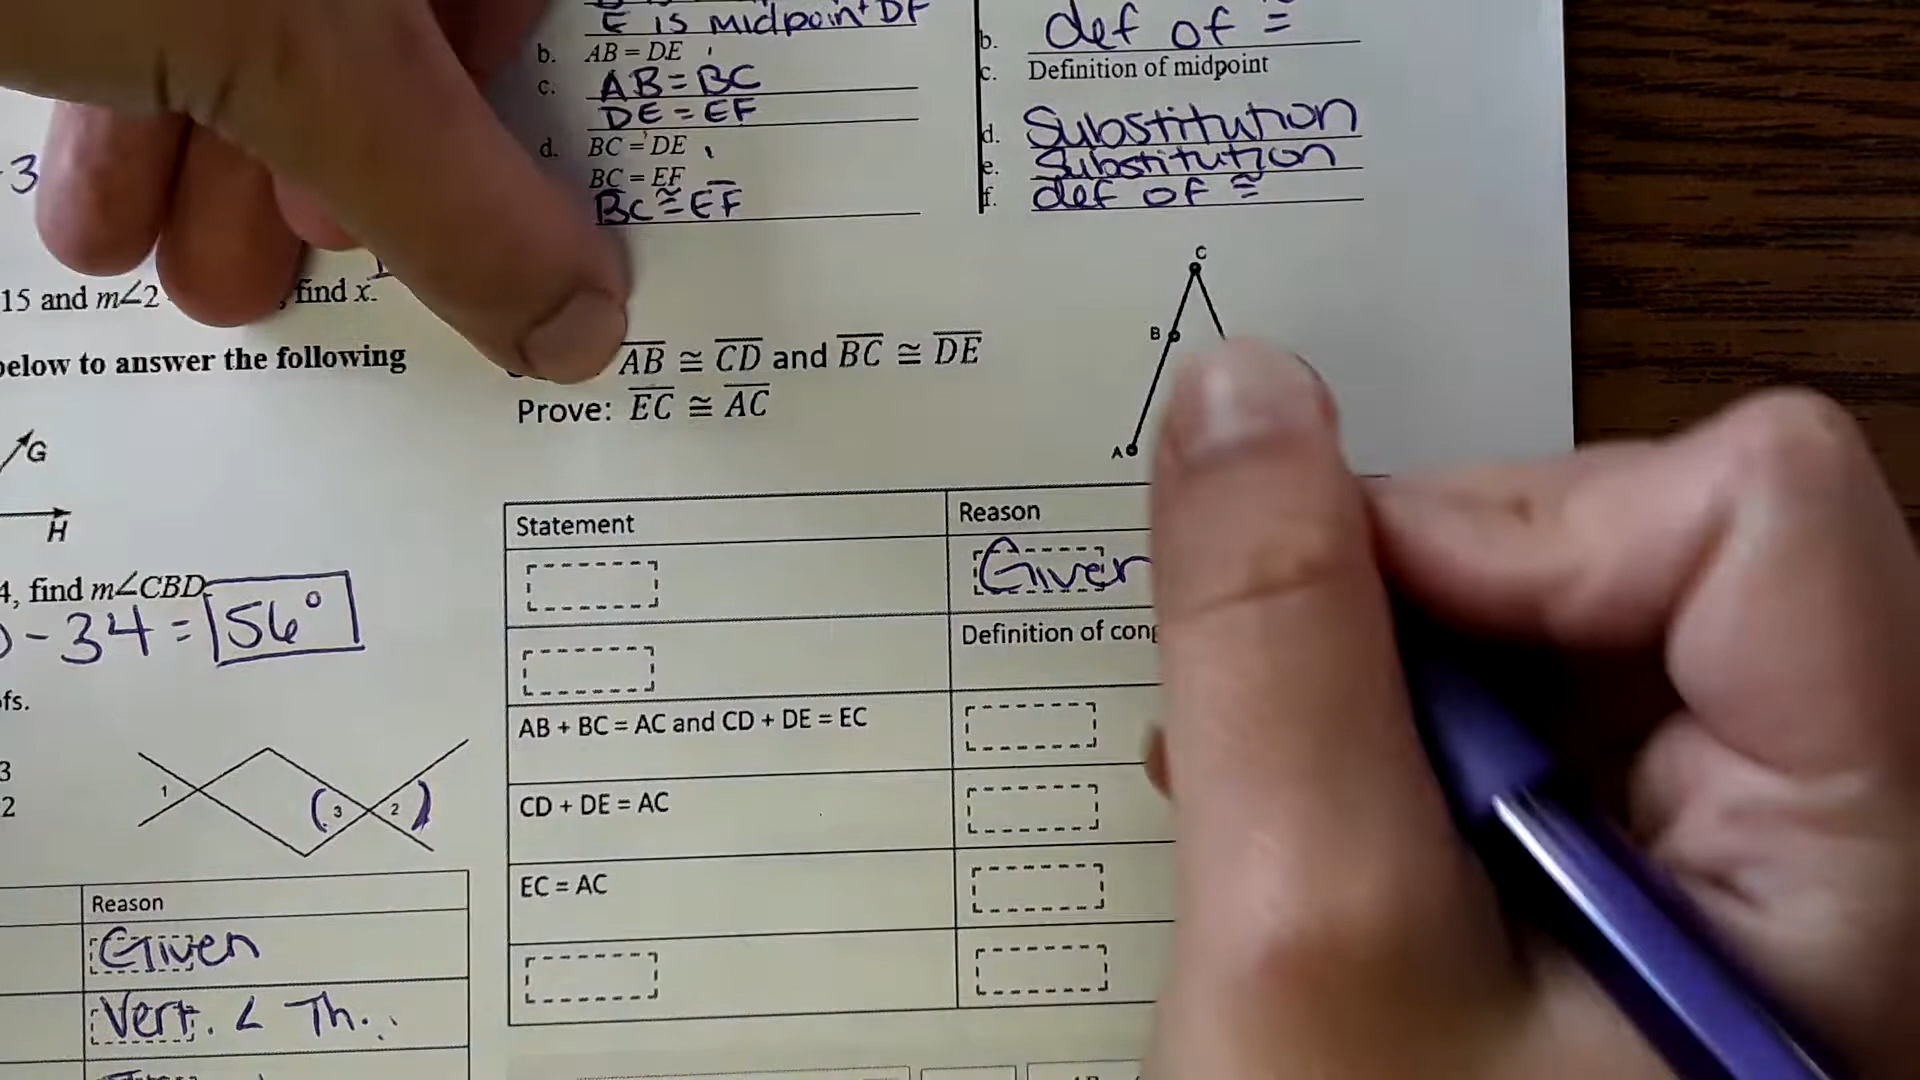 E is midpoint DF
b. AB = DE
c. AB = BC
DE = EF
d. BC = DE
BC = EF
BC ≅ EF
b. def of ≅
c. Definition of midpoint
d. Substitution
e. Substitution
f. def of ≅
3
15 and m∠2
, find x.
below to answer the following
G
H
4, find m∠CBD
- 34 = 56°
fs.
3
2
1
3
2
Reason
Given
Vert. < Th.
AB ≅ CD and BC ≅ DE
Prove: EC ≅ AC
C
B
A
Statement
Reason
Given
Definition of
AB + BC = AC and CD + DE = EC
CD + DE = AC
EC = AC